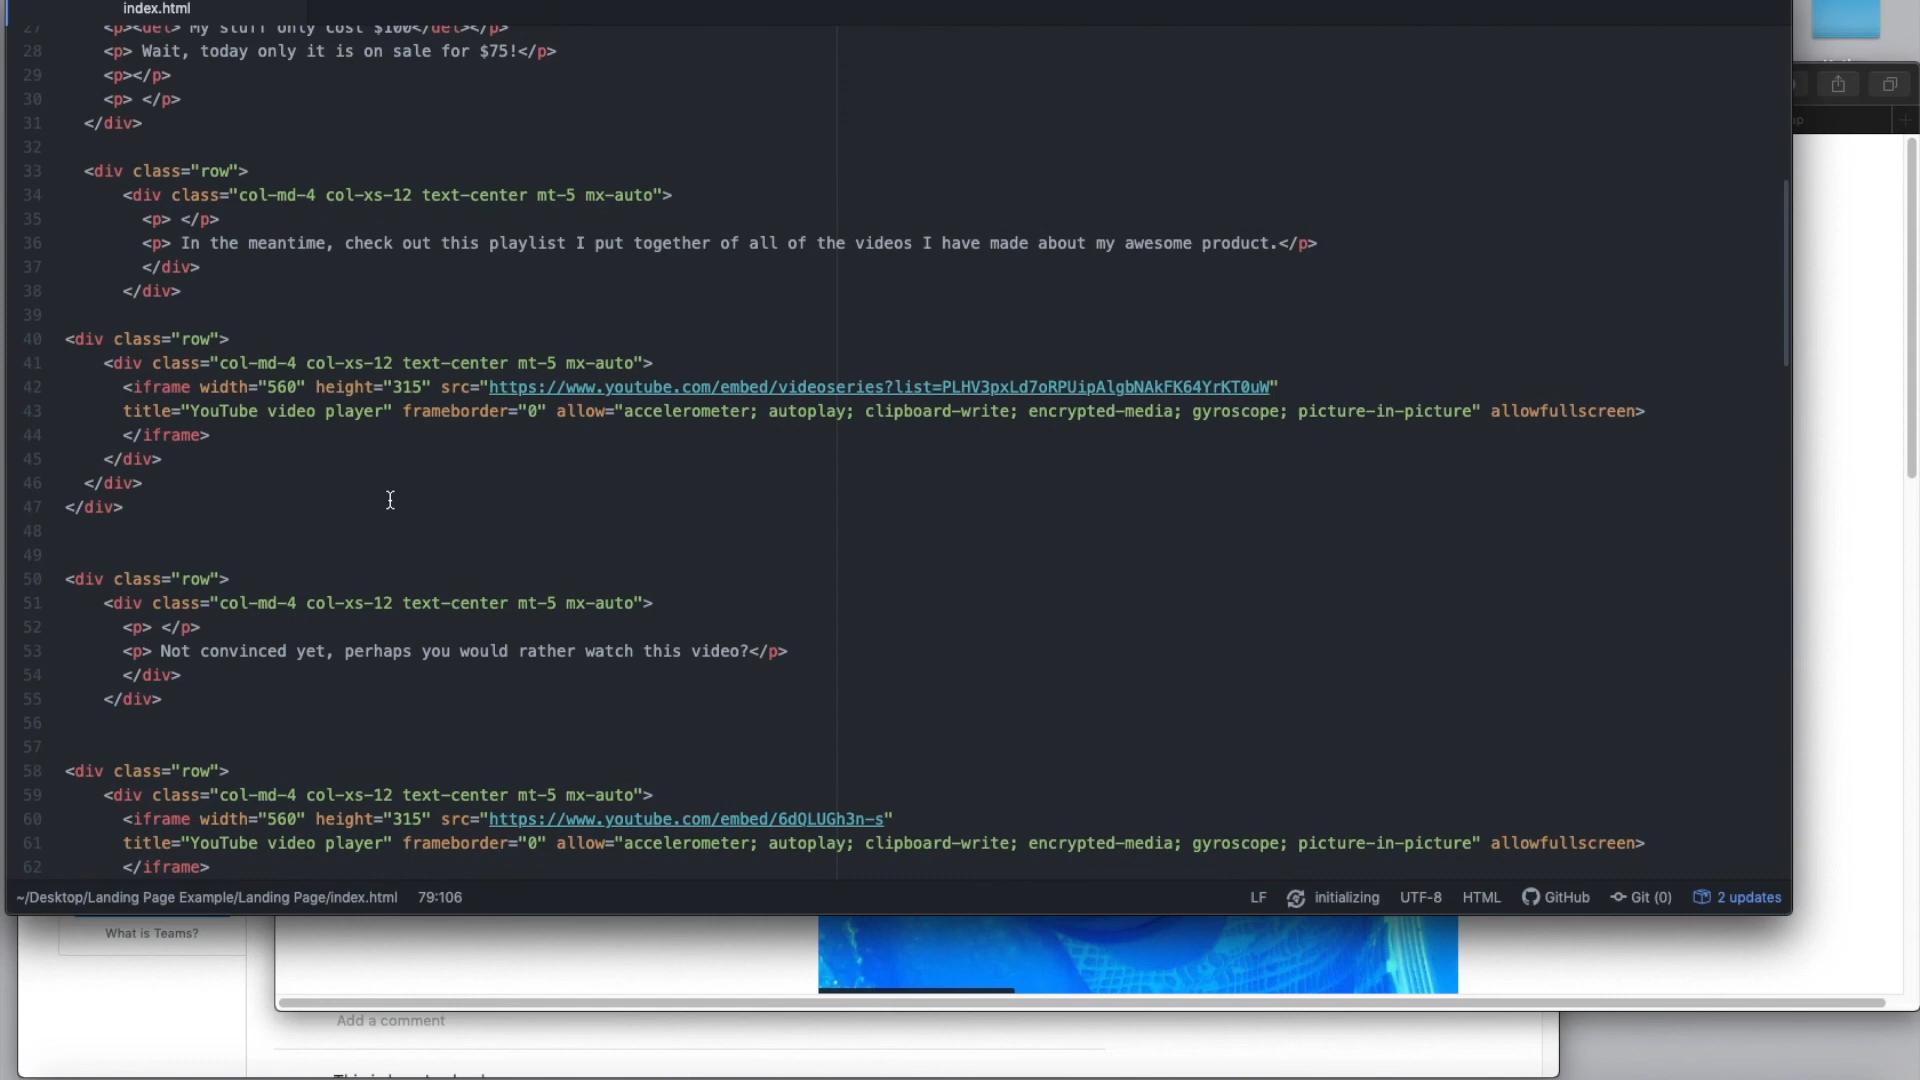 index.html
27 <p><del> My stuff only cost $100</del></p>
28 <p> Wait, today only it is on sale for $75!</p>
29 <p></p>
30 <p> </p>
31 </div>
32
33 <div class="row">
34 <div class="col-md-4 col-xs-12 text-center mt-5 mx-auto">
35 <p> </p>
36 <p> In the meantime, check out this playlist I put together of all of the videos I have made about my awesome product.</p>
37 </div>
38 </div>
39
40 <div class="row">
41 <div class="col-md-4 col-xs-12 text-center mt-5 mx-auto">
42 <iframe width="560" height="315" src="https://www.youtube.com/embed/videoseries?list=PLHV3pxLd7oRPUipAlgbNAkFK64YrKT0uW"
43 title="YouTube video player" frameborder="0" allow="accelerometer; autoplay; clipboard-write; encrypted-media; gyroscope; picture-in-picture" allowfullscreen>
44 </iframe>
45 </div>
46 </div>
47 </div>
48
49
50 <div class="row">
51 <div class="col-md-4 col-xs-12 text-center mt-5 mx-auto">
52 <p> </p>
53 <p> Not convinced yet, perhaps you would rather watch this video?</p>
54 </div>
55 </div>
56
57
58 <div class="row">
59 <div class="col-md-4 col-xs-12 text-center mt-5 mx-auto">
60 <iframe width="560" height="315" src="https://www.youtube.com/embed/6dQLUGh3n-s"
61 title="YouTube video player" frameborder="0" allow="accelerometer; autoplay; clipboard-write; encrypted-media; gyroscope; picture-in-picture" allowfullscreen>
62 </iframe>
~/Desktop/Landing Page Example/Landing Page/index.html 79:106 LF initializing UTF-8 HTML GitHub Git (0) 2 updates
What is Teams?
Add a comment